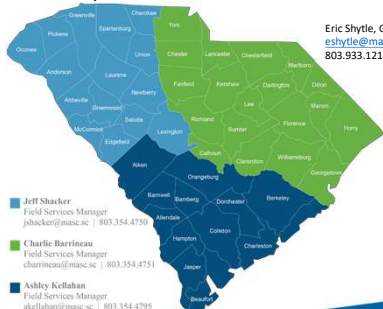 Eric Shytle, G
eshytle@ma
803.933.121
Greenville
Cherokee
York
Pickens
Spartanburg
Oconee
Chester
Lancaster
Chesterfield
Marlboro
Union
Anderson
Laurens
Fairfield
Kershaw
Darlington
Dillon
Newberry
Lee
Marion
Abbeville
Greenwood
Florence
Horry
McCormick
Saluda
Richland
Sumter
Lexington
Edgefield
Calhoun
Clarendon
Williamsburg
Georgetown
Aiken
Orangeburg
Barnwell
Bamberg
Dorchester
Berkeley
Allendale
Colleton
Hampton
Charleston
Jasper
Beaufort
Jeff Shacker
Field Services Manager
jshacker@masc.sc | 803.354.4750
Charlie Barrineau
Field Services Manager
cbarrineau@masc.sc | 803.354.4751
Ashley Kellahan
Field Services Manager
akellahan@masc.sc | 803.354.4795